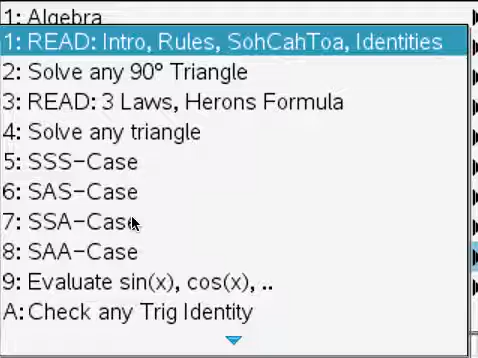 1: Algebra
1: READ: Intro, Rules, SohCahToa, Identities
2: Solve any 90° Triangle
3: READ: 3 Laws, Herons Formula
4: Solve any triangle
5: SSS-Case
6: SAS-Case
7: SSA-Case
8: SAA-Case
9: Evaluate sin(x), cos(x), ..
A: Check any Trig Identity